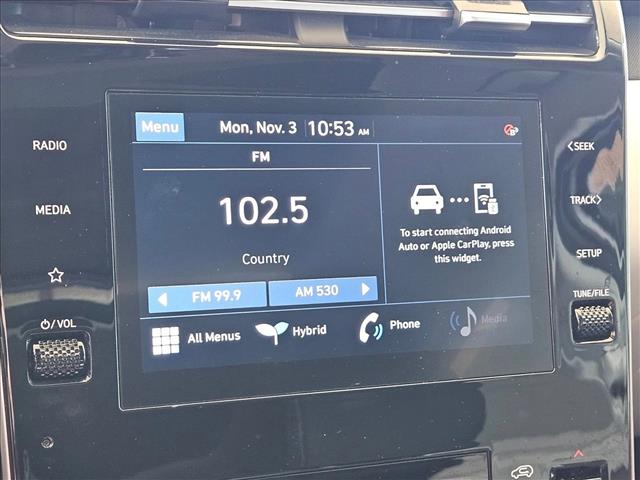 Menu Mon, Nov. 3 10:53 AM
RADIO
MEDIA
FM
102.5
Country
FM 99.9
AM 530
To start connecting Android
Auto or Apple CarPlay, press
this widget.
All Menus
Hybrid
Phone
Media
SEEK
TRACK
SETUP
TUNE/FILE
/VOL